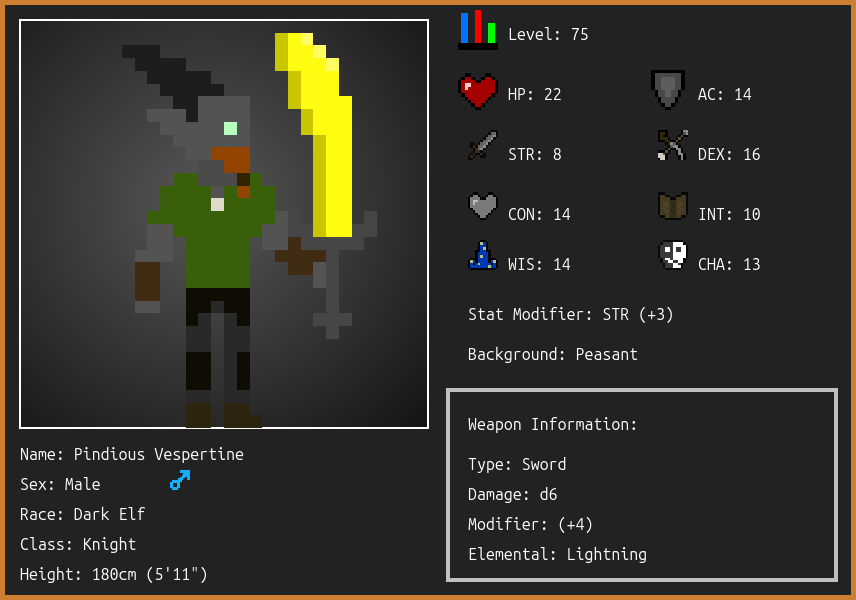 Level: 75
HP: 22
AC: 14
STR: 8
DEX: 16
CON: 14
INT: 10
WIS: 14
CHA: 13
Stat Modifier: STR (+3)
Background: Peasant
Weapon Information:
Type: Sword
Damage: d6
Modifier: (+4)
Elemental: Lightning
Name: Pindious Vespertine
Sex: Male
Race: Dark Elf
Class: Knight
Height: 180cm (5'11")